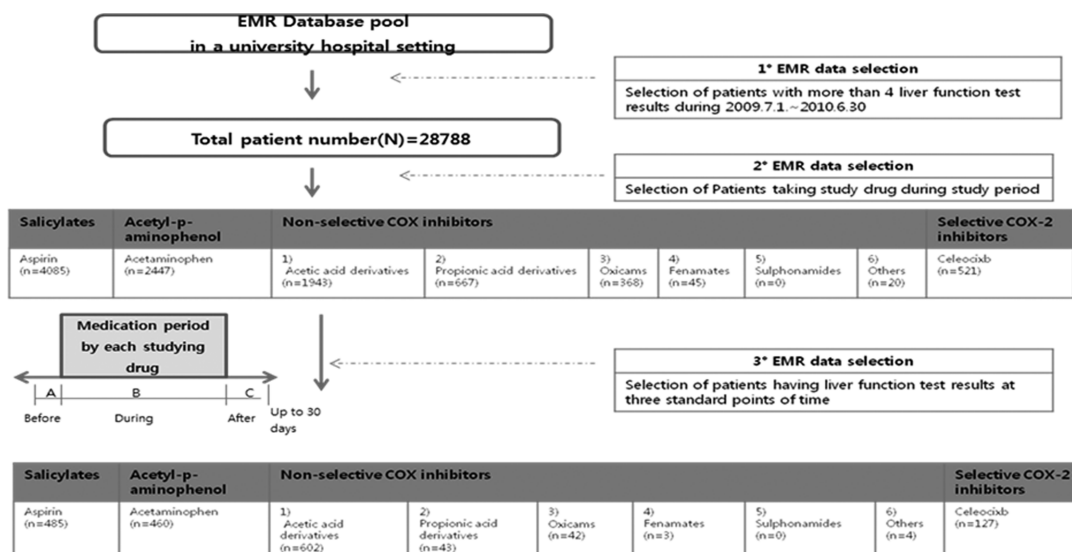 EMR Database pool
in a university hospital setting
1° EMR data selection
Selection of patients with more than 4 liver function test
results during 2009.7.1.~2010.6.30
Total patient number(N)=28788
2° EMR data selection
Selection of Patients taking study drug during study period
Salicylates
Acetyl-p-
aminophenol
Non-selective COX inhibitors
Selective COX-2
inhibitors
Aspirin
(n=4085)
Acetaminophen
(n=2447)
1)
Acetic acid derivatives
(n=1943)
2)
Propionic acid derivatives
(n=667)
3)
Oxicams
(n=368)
4)
Fenamates
(n=45)
5)
Sulphonamides
(n=0)
6)
Others
(n=20)
Celeocixb
(n=521)
Medication period
by each studying
drug
A
B
C
Before
During
After
Up to 30
days
3° EMR data selection
Selection of patients having liver function test results at
three standard points of time
Salicylates
Acetyl-p-
aminophenol
Non-selective COX inhibitors
Selective COX-2
inhibitors
Aspirin
(n=485)
Acetaminophen
(n=460)
1)
Acetic acid
derivatives
(n=602)
2)
Propionic acid
derivatives
(n=43)
3)
Oxicams
(n=42)
4)
Fenamates
(n=3)
5)
Sulphonamides
(n=0)
6)
Others
(n=4)
Celeocixb
(n=127)